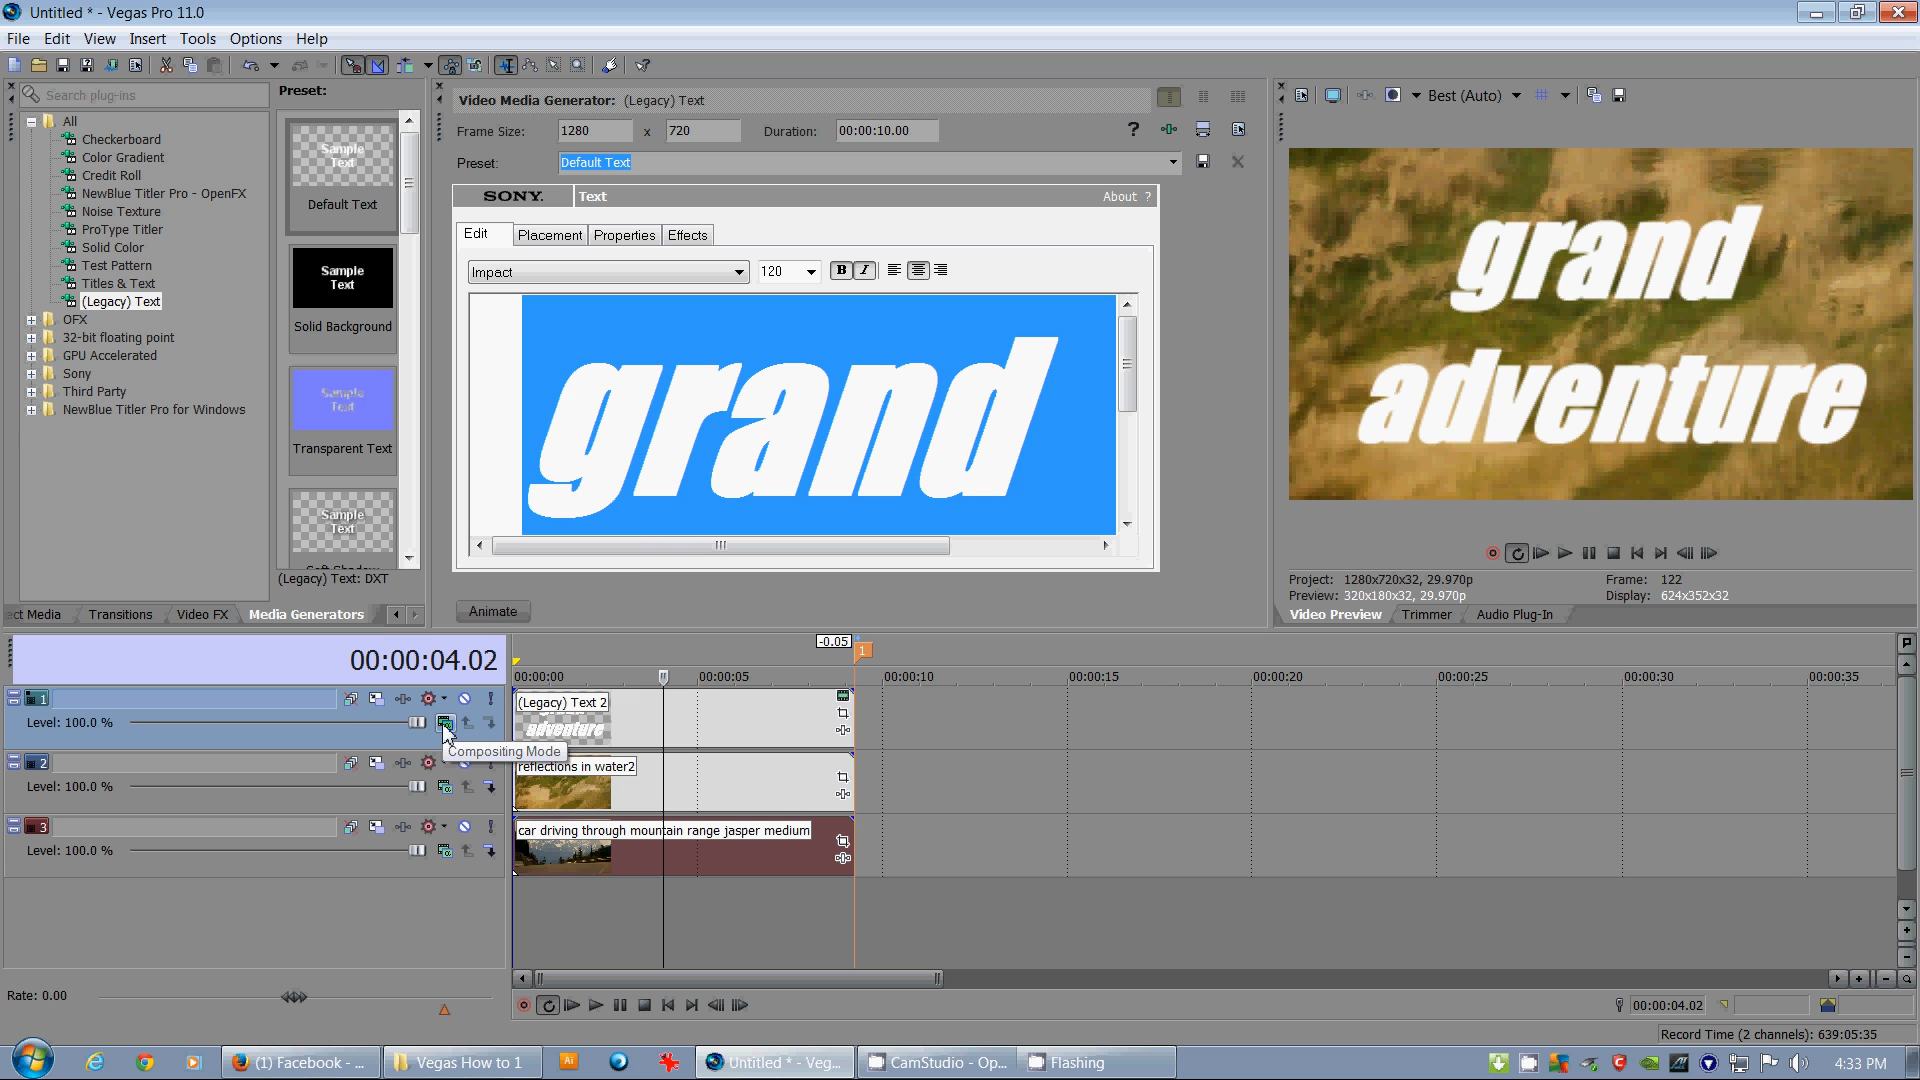 Untitled * - Vegas Pro 11.0
File Edit View Insert Tools Options Help
Search plug-ins
All
Checkerboard
Color Gradient
Credit Roll
NewBlue Titler Pro - OpenFX
Noise Texture
ProType Titler
Solid Color
Test Pattern
Titles & Text
(Legacy) Text
OFX
32-bit floating point
GPU Accelerated
Sony
Third Party
NewBlue Titler Pro for Windows
Preset:
Sample
Text
Default Text
Sample
Text
Solid Background
Sample
Text
Transparent Text
Sample
Text
(Legacy) Text: DXT
ect Media Transitions Video FX Media Generators
Video Media Generator: (Legacy) Text
Frame Size: 1280 x 720 Duration: 00:00:10.00
Preset: Default Text
SONY. Text About ?
Edit Placement Properties Effects
Impact 120 B I
grand
Animate
Best (Auto)
grand
adventure
Project: 1280x720x32, 29.970p Frame: 122
Preview: 320x180x32, 29.970p Display: 624x352x32
Video Preview Trimmer Audio Plug-In
00:00:04.02
-0.05 1
00:00:00 00:00:05 00:00:10 00:00:15 00:00:20 00:00:25 00:00:30 00:00:35
1
Level: 100.0 %
Compositing Mode
(Legacy) Text 2
adventure
2
Level: 100.0 %
reflections in water2
3
Level: 100.0 %
car driving through mountain range jasper medium
Rate: 0.00
00:00:04.02
Record Time (2 channels): 639:05:35
(1) Facebook - ... Vegas How to 1 Ai Untitled * - Veg... CamStudio - Op... Flashing 4:33 PM